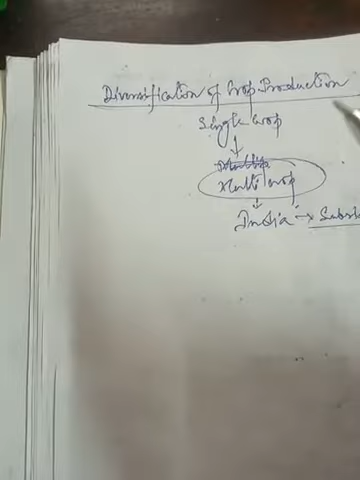 Diversification of Crop Production
Single crop
↓
Multi crop
↓
India →